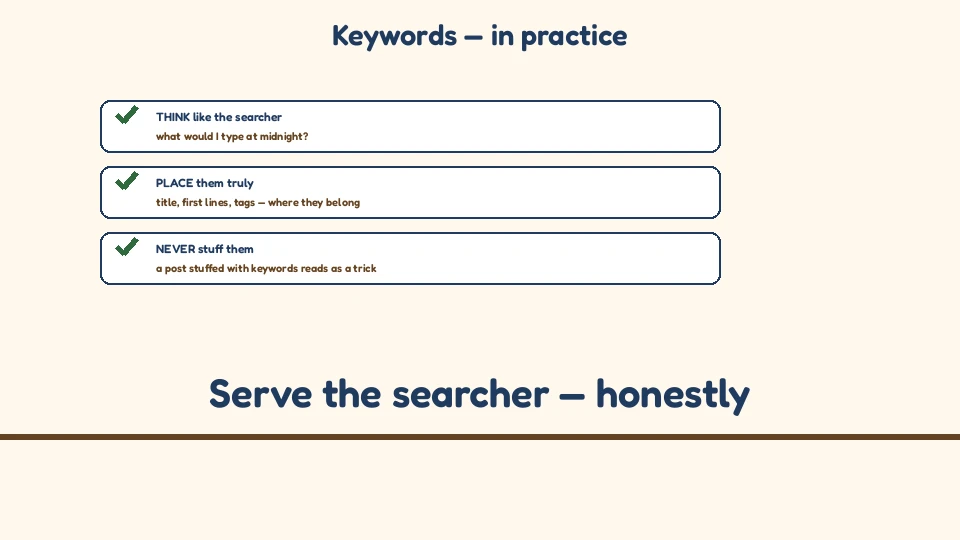 Keywords — in practice
THINK like the searcher
what would I type at midnight?
PLACE them truly
title, first lines, tags — where they belong
NEVER stuff them
a post stuffed with keywords reads as a trick
Serve the searcher — honestly